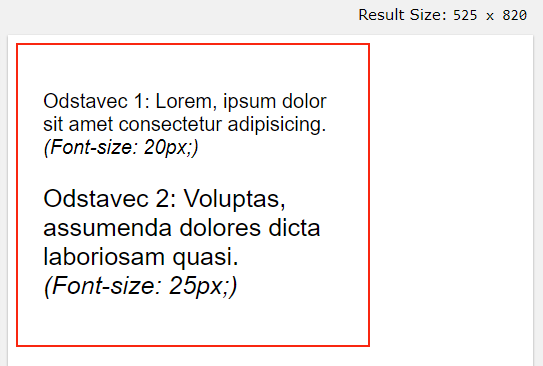 Result Size: 525 x 820
Odstavec 1: Lorem, ipsum dolor
sit amet consectetur adipisicing.
(Font-size: 20px;)
Odstavec 2: Voluptas,
assumenda dolores dicta
laboriosam quasi.
(Font-size: 25px;)